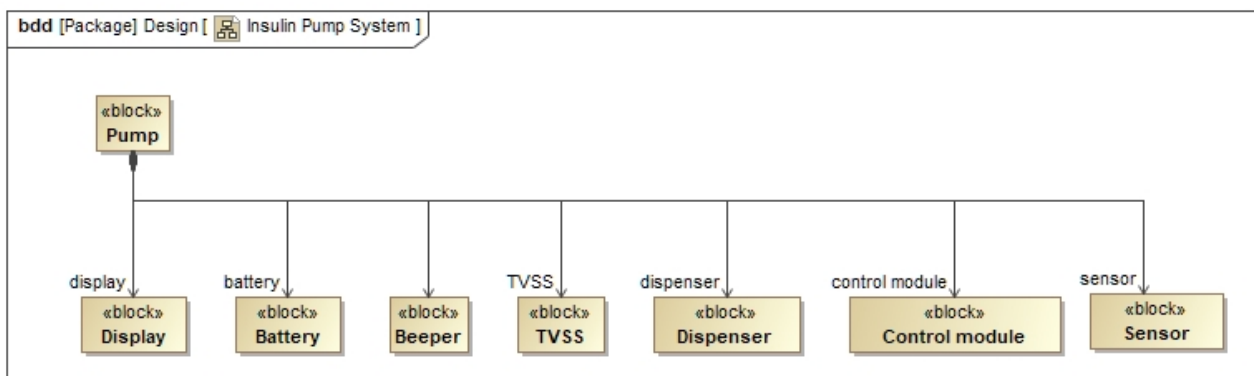 bdd [Package] Design [ Insulin Pump System ]
«block»
Pump
display
battery
TVSS
dispenser
control module
sensor
«block»
Display
«block»
Battery
«block»
Beeper
«block»
TVSS
«block»
Dispenser
«block»
Control module
«block»
Sensor